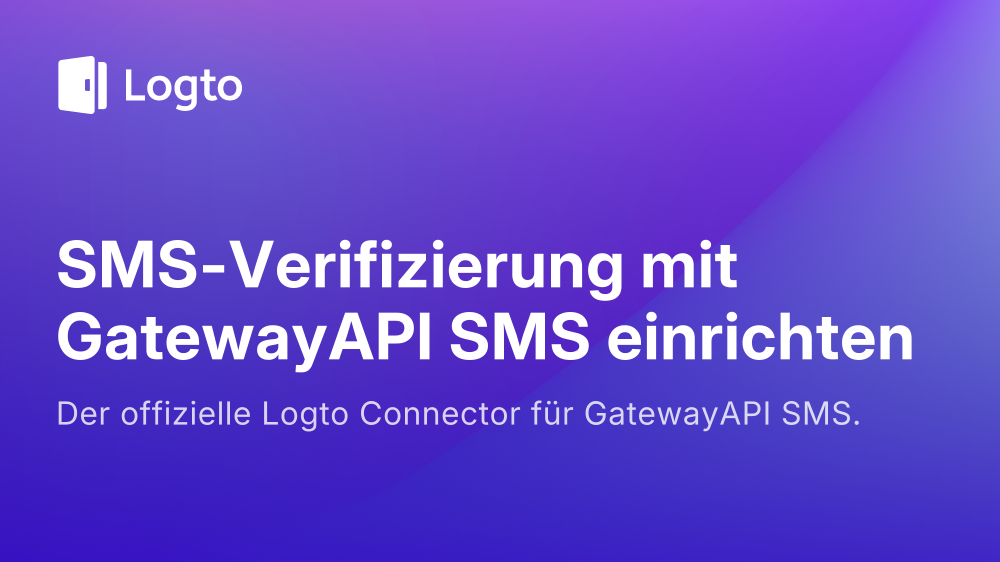 Logto
SMS-Verifizierung mit
GatewayAPI SMS einrichten
Der offizielle Logto Connector für GatewayAPI SMS.